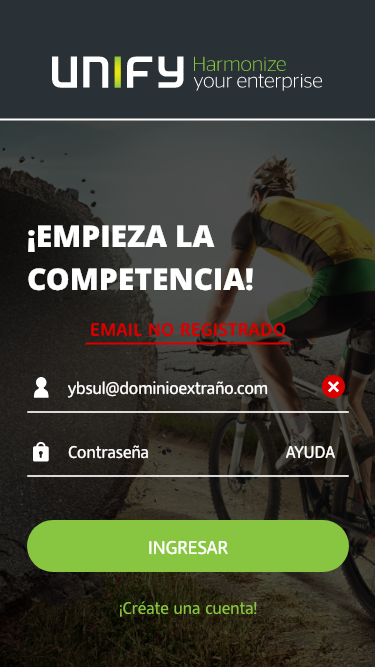 UNIFY Harmonize
your enterprise
¡EMPIEZA LA
COMPETENCIA!
EMAIL NO REGISTRADO
ybsul@dominioextraño.com
Contraseña AYUDA
INGRESAR
¡Créate una cuenta!